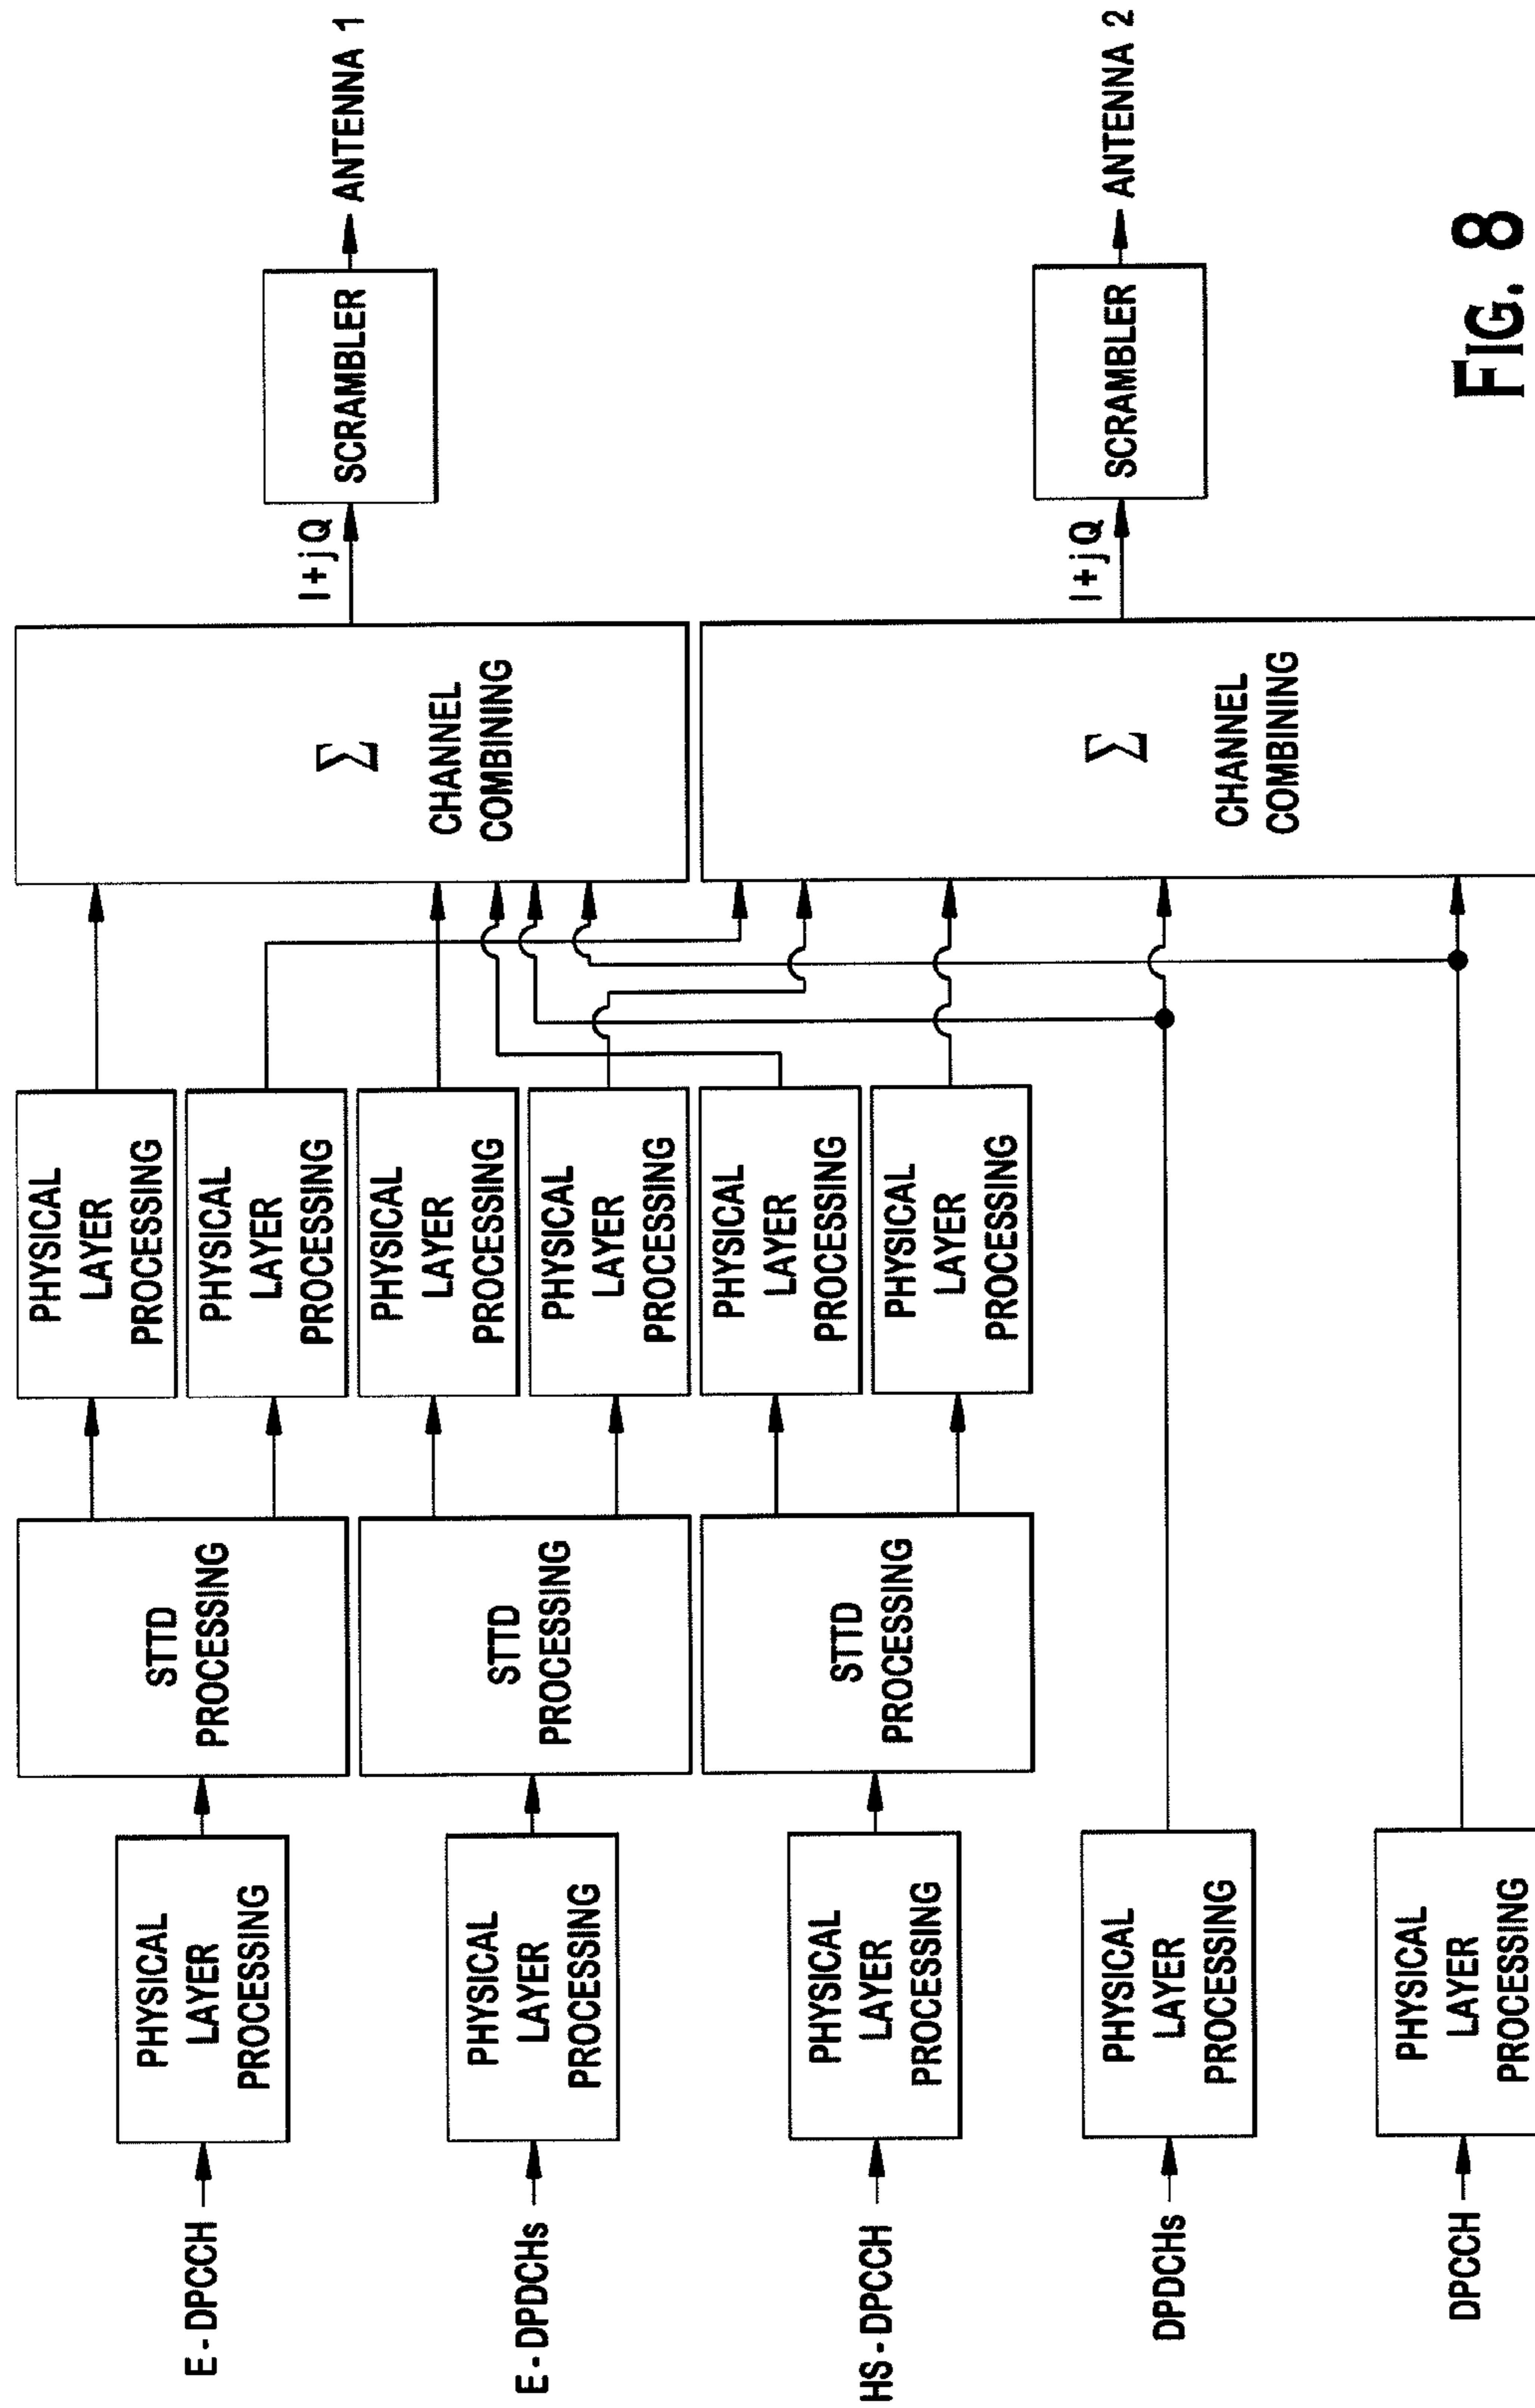 E-DPCCH
PHYSICAL
LAYER
PROCESSING
STTD
PROCESSING
PHYSICAL
LAYER
PROCESSING
PHYSICAL
LAYER
PROCESSING
E-DPDCHs
PHYSICAL
LAYER
PROCESSING
STTD
PROCESSING
PHYSICAL
LAYER
PROCESSING
PHYSICAL
LAYER
PROCESSING
HS-DPCCH
PHYSICAL
LAYER
PROCESSING
STTD
PROCESSING
PHYSICAL
LAYER
PROCESSING
PHYSICAL
LAYER
PROCESSING
DPDCHs
PHYSICAL
LAYER
PROCESSING
DPCCH
PHYSICAL
LAYER
PROCESSING
Σ
CHANNEL
COMBINING
I+jQ
SCRAMBLER
ANTENNA 1
Σ
CHANNEL
COMBINING
I+jQ
SCRAMBLER
ANTENNA 2
FIG. 8